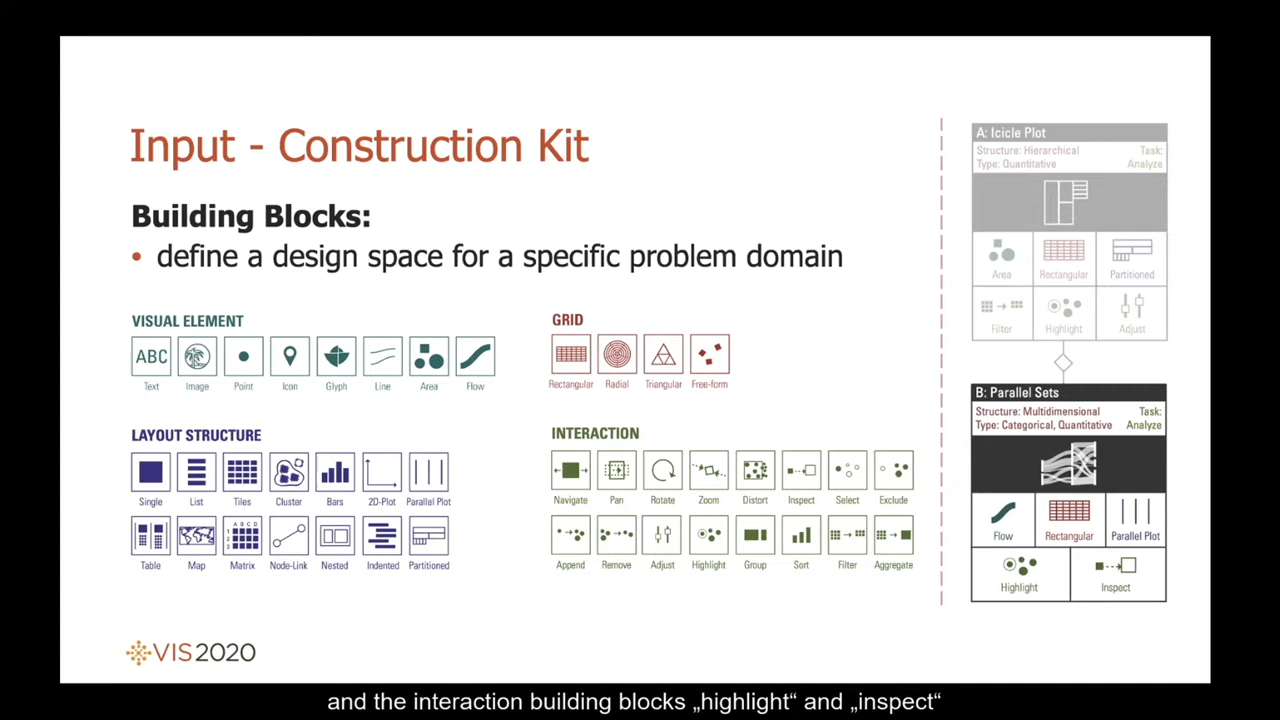 Input - Construction Kit
Building Blocks:
• define a design space for a specific problem domain
VISUAL ELEMENT
ABC
Text Image Point Icon Glyph Line Area Flow
GRID
Rectangular Radial Triangular Free-form
LAYOUT STRUCTURE
Single List Tiles Cluster Bars 2D-Plot Parallel Plot
A B C D
1
2
3
Table Map Matrix Node-Link Nested Indented Partitioned
INTERACTION
Navigate Pan Rotate Zoom Distort Inspect Select Exclude
Append Remove Adjust Highlight Group Sort Filter Aggregate
A: Icicle Plot
Structure: Hierarchical Task:
Type: Quantitative Analyze
Area Rectangular Partitioned
Filter Highlight Adjust
B: Parallel Sets
Structure: Multidimensional Task:
Type: Categorical, Quantitative Analyze
Flow Rectangular Parallel Plot
Highlight Inspect
VIS2020
and the interaction building blocks „highlight“ and „inspect“